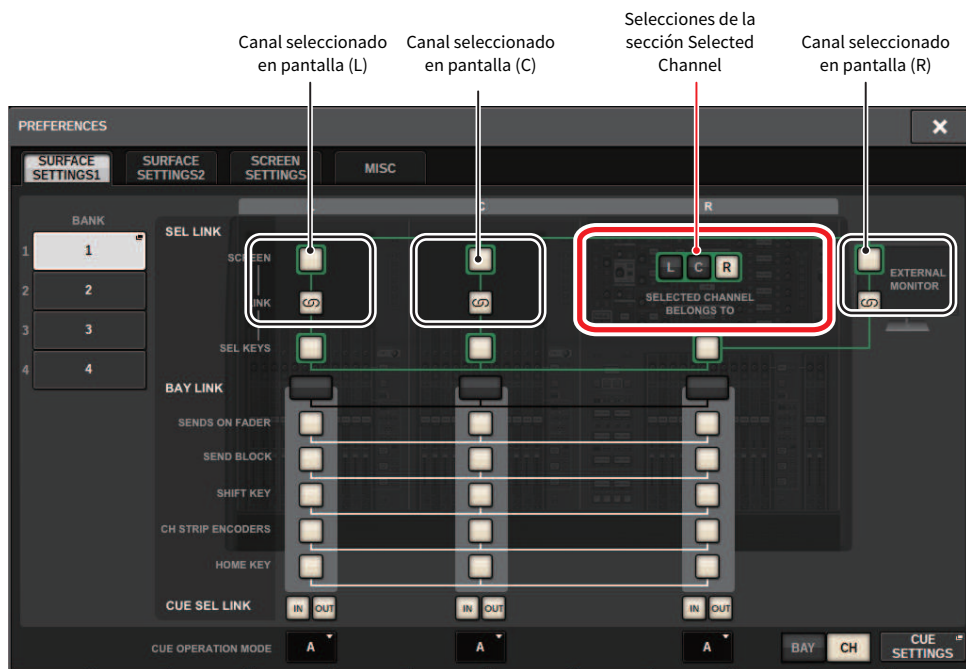 Selecciones de la
sección Selected
Channel
Canal seleccionado
en pantalla (L)
Canal seleccionado
en pantalla (C)
Canal seleccionado
en pantalla (R)
PREFERENCES
SURFACE
SETTINGS1
SURFACE
SETTINGS2
SCREEN
SETTINGS
MISC
BANK
1 1
2 2
3 3
4 4
SEL LINK
R
SCREEN
L C R
SELECTED CHANNEL
BELONGS TO
EXTERNAL
MONITOR
SEL KEYS
BAY LINK
SENDS ON FADER
SEND BLOCK
SHIFT KEY
CH STRIP ENCODERS
HOME KEY
CUE SEL LINK IN OUT IN OUT IN OUT
CUE OPERATION MODE A A A BAY CH
CUE
SETTINGS